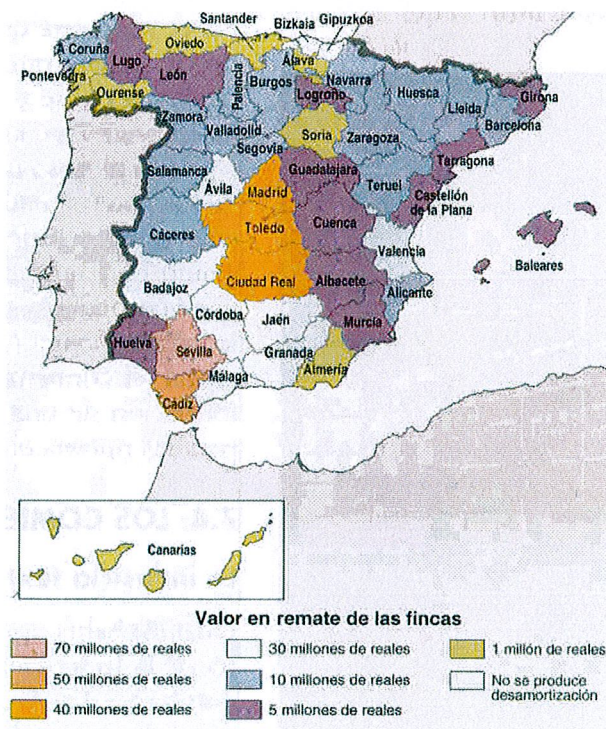 Santander
Bizkaia
Gipuzkoa
A Coruña
Lugo
Oviedo
Álava
Pontevedra
Ourense
León
Palencia
Burgos
Logroño
Navarra
Huesca
Lleida
Girona
Barcelona
Zamora
Valladolid
Soria
Zaragoza
Segovia
Tarragona
Salamanca
Ávila
Madrid
Guadalajara
Teruel
Castellón
de la Plana
Cáceres
Toledo
Cuenca
Valencia
Baleares
Badajoz
Ciudad Real
Albacete
Alicante
Córdoba
Jaén
Murcia
Huelva
Sevilla
Granada
Almería
Málaga
Cádiz
Canarías
Valor en remate de las fincas
70 millones de reales
30 millones de reales
1 millón de reales
50 millones de reales
10 millones de reales
No se produce
desamortización
40 millones de reales
5 millones de reales